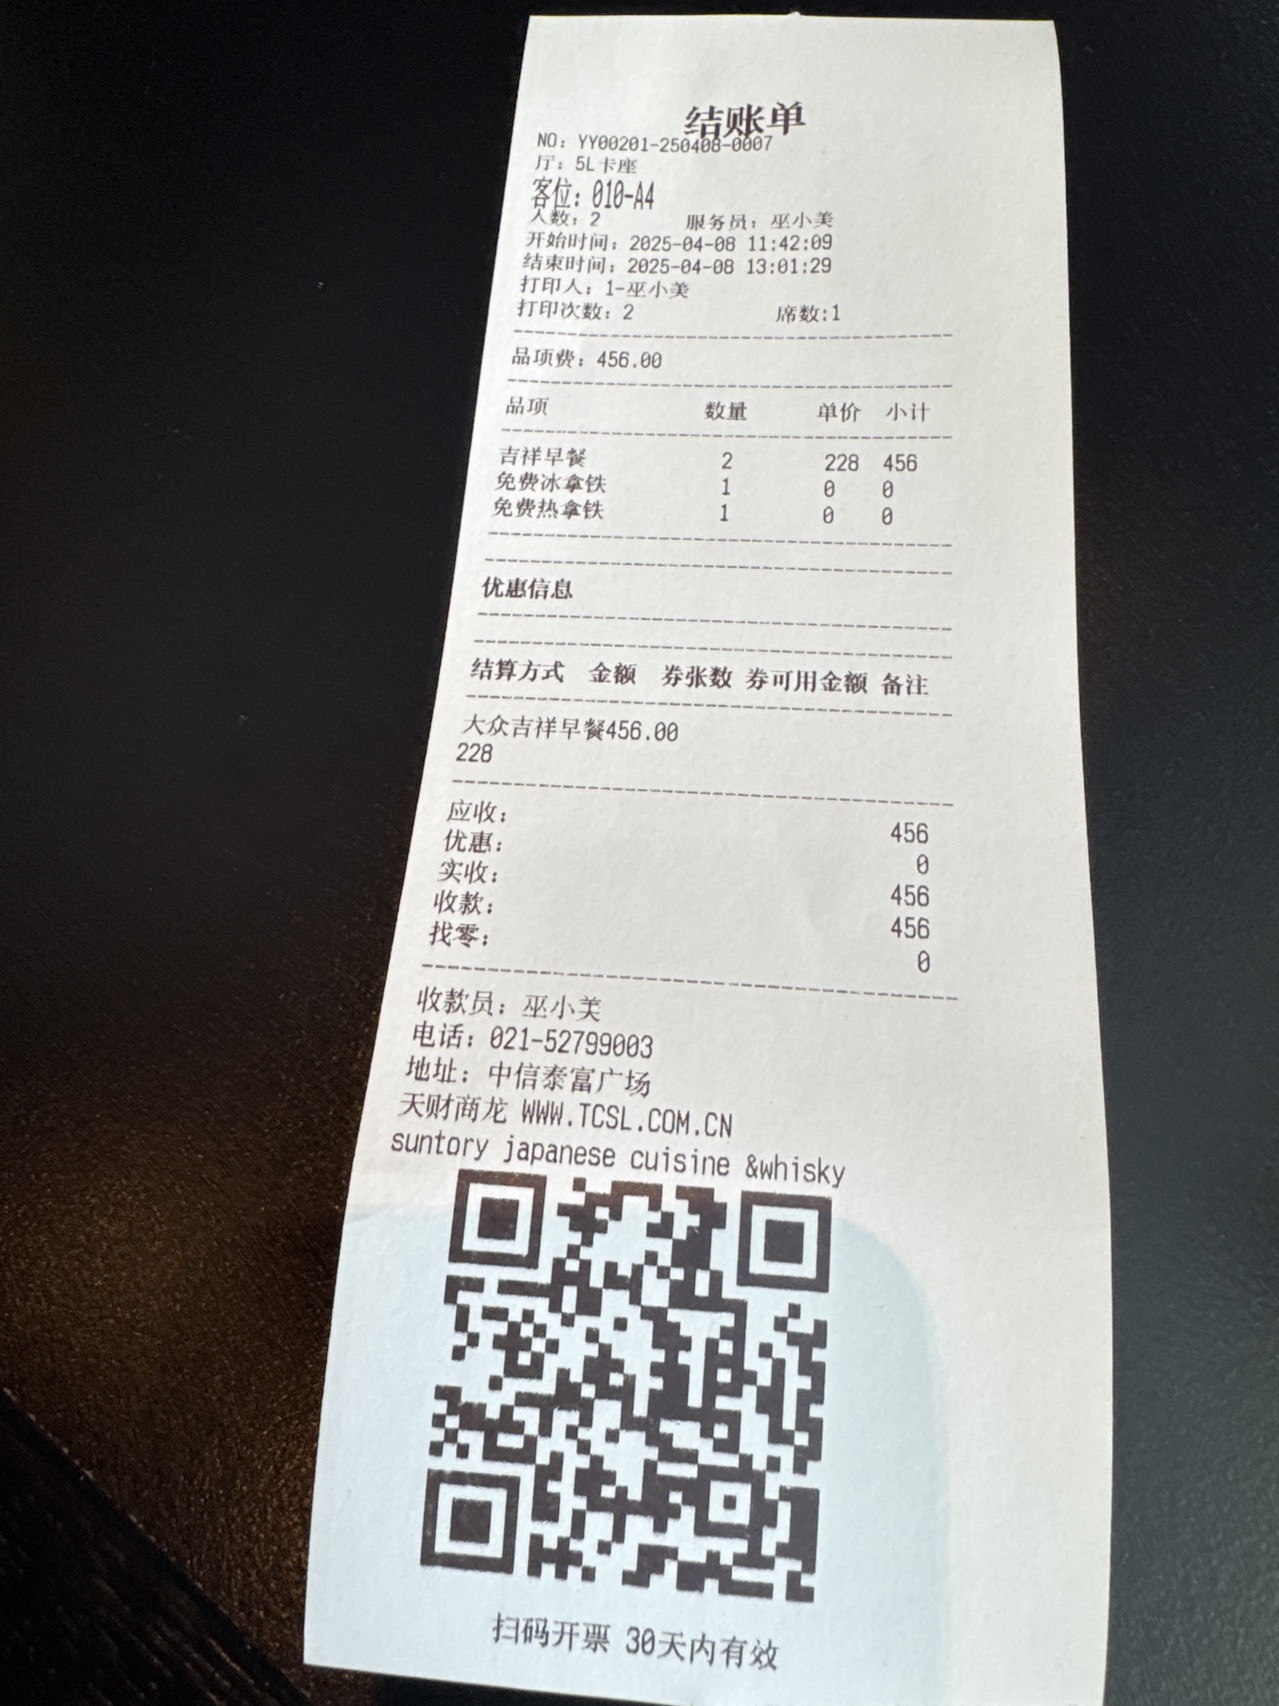 结账单
NO: YY00201-250408-0007
厅: 5L卡座
客位: 010-A4
人数: 2 服务员: 巫小美
开始时间: 2025-04-08 11:42:09
结束时间: 2025-04-08 13:01:29
打印人: 1-巫小美
打印次数: 2 席数:1
品项费: 456.00
品项 数量 单价 小计
吉祥早餐 2 228 456
免费冰拿铁 1 0 0
免费热拿铁 1 0 0
优惠信息
结算方式 金额 券张数 券可用金额 备注
大众吉祥早餐456.00
228
应收: 456
优惠: 0
实收: 456
收款: 456
找零: 0
收款员: 巫小美
电话: 021-52799003
地址: 中信泰富广场
天财商龙 WWW.TCSL.COM.CN
suntory japanese cuisine &whisky
扫码开票 30天内有效